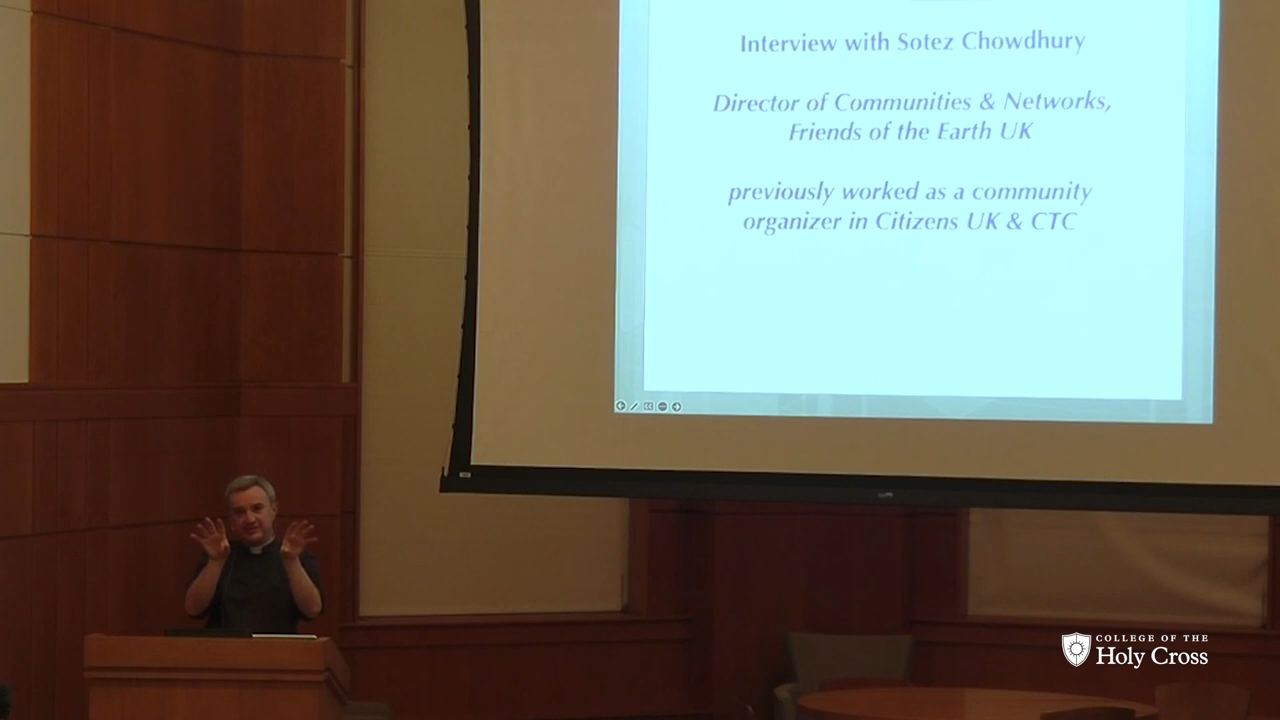 Interview with Sotez Chowdhury
Director of Communities & Networks,
Friends of the Earth UK
previously worked as a community
organizer in Citizens UK & CTC
COLLEGE OF THE
Holy Cross